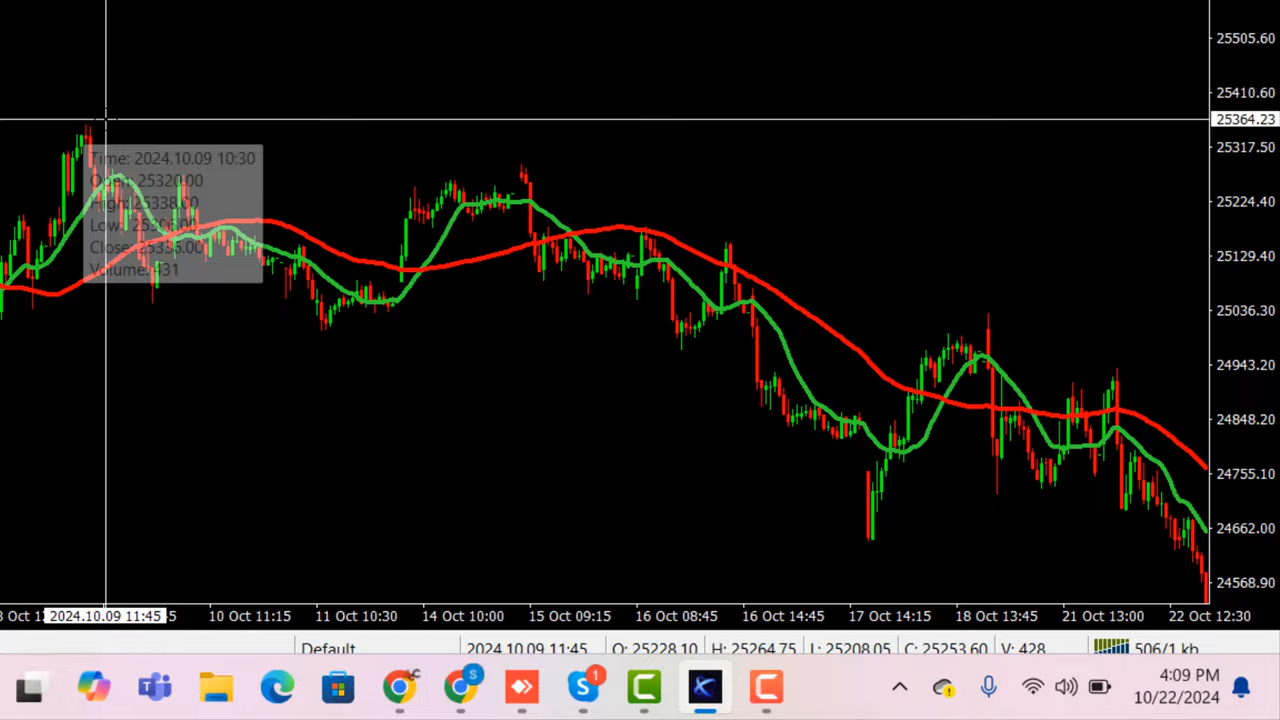 25505.60
25410.60
25364.23
25317.50
25224.40
25129.40
25036.30
24943.20
24848.20
24755.10
24662.00
24568.90
Time: 2024.10.09 10:30
Open: 25320.00
High: 25338.00
Low:
Close: 25336.00
Volume: 431
2024.10.09 11:45
10 Oct 11:15
11 Oct 10:30
14 Oct 10:00
15 Oct 09:15
16 Oct 08:45
16 Oct 14:45
17 Oct 14:15
18 Oct 13:45
21 Oct 13:00
22 Oct 12:30
Default
2024.10.09 11:45
O: 25228.10
H: 25264.75
L: 25208.05
C: 25253.60
V: 428
506/1 kb
S
1
4:09 PM
10/22/2024